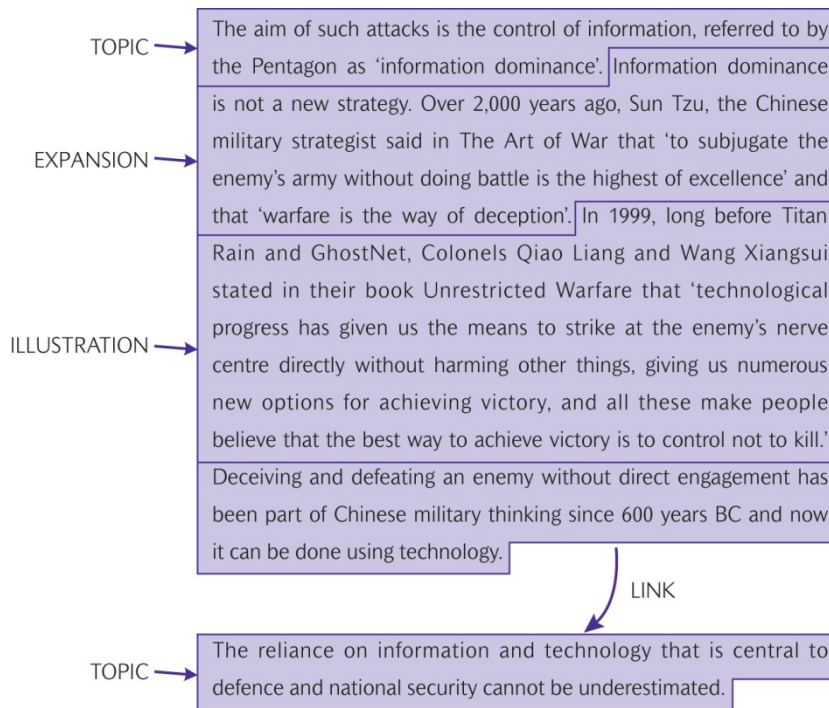 TOPIC
The aim of such attacks is the control of information, referred to by
the Pentagon as ‘information dominance’. Information dominance
is not a new strategy. Over 2,000 years ago, Sun Tzu, the Chinese
military strategist said in The Art of War that ‘to subjugate the
EXPANSION
enemy’s army without doing battle is the highest of excellence’ and
that ‘warfare is the way of deception’. In 1999, long before Titan
Rain and GhostNet, Colonels Qiao Liang and Wang Xiangsui
stated in their book Unrestricted Warfare that ‘technological
progress has given us the means to strike at the enemy’s nerve
ILLUSTRATION
centre directly without harming other things, giving us numerous
new options for achieving victory, and all these make people
believe that the best way to achieve victory is to control not to kill.’
Deceiving and defeating an enemy without direct engagement has
been part of Chinese military thinking since 600 years BC and now
it can be done using technology.
LINK
TOPIC
The reliance on information and technology that is central to
defence and national security cannot be underestimated.